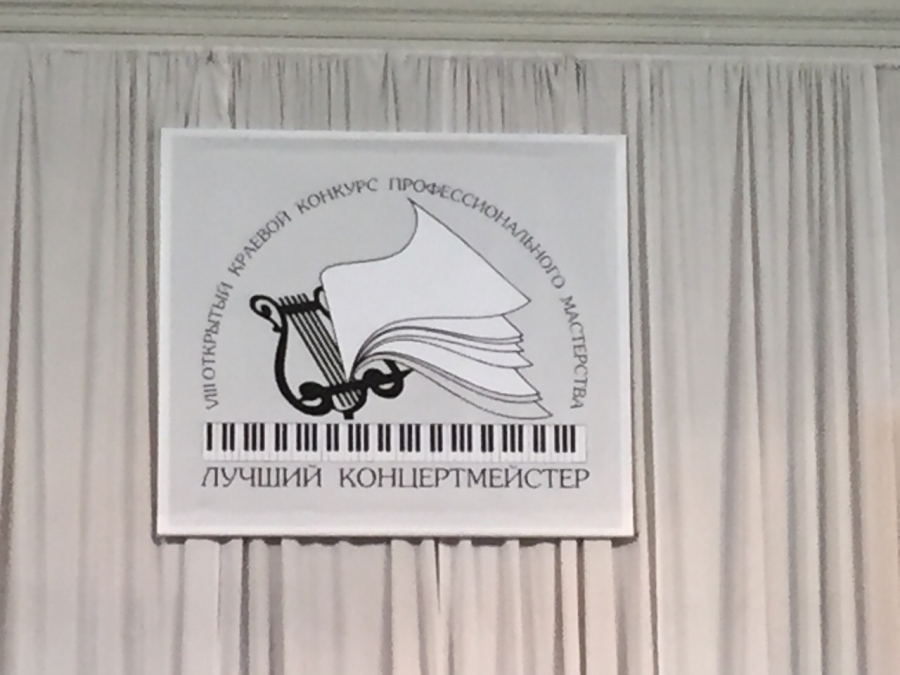 VIII ОТКРЫТЫЙ КРАЕВОЙ КОНКУРС ПРОФЕССИОНАЛЬНОГО МАСТЕРСТВА
ЛУЧШИЙ КОНЦЕРТМЕЙСТЕР